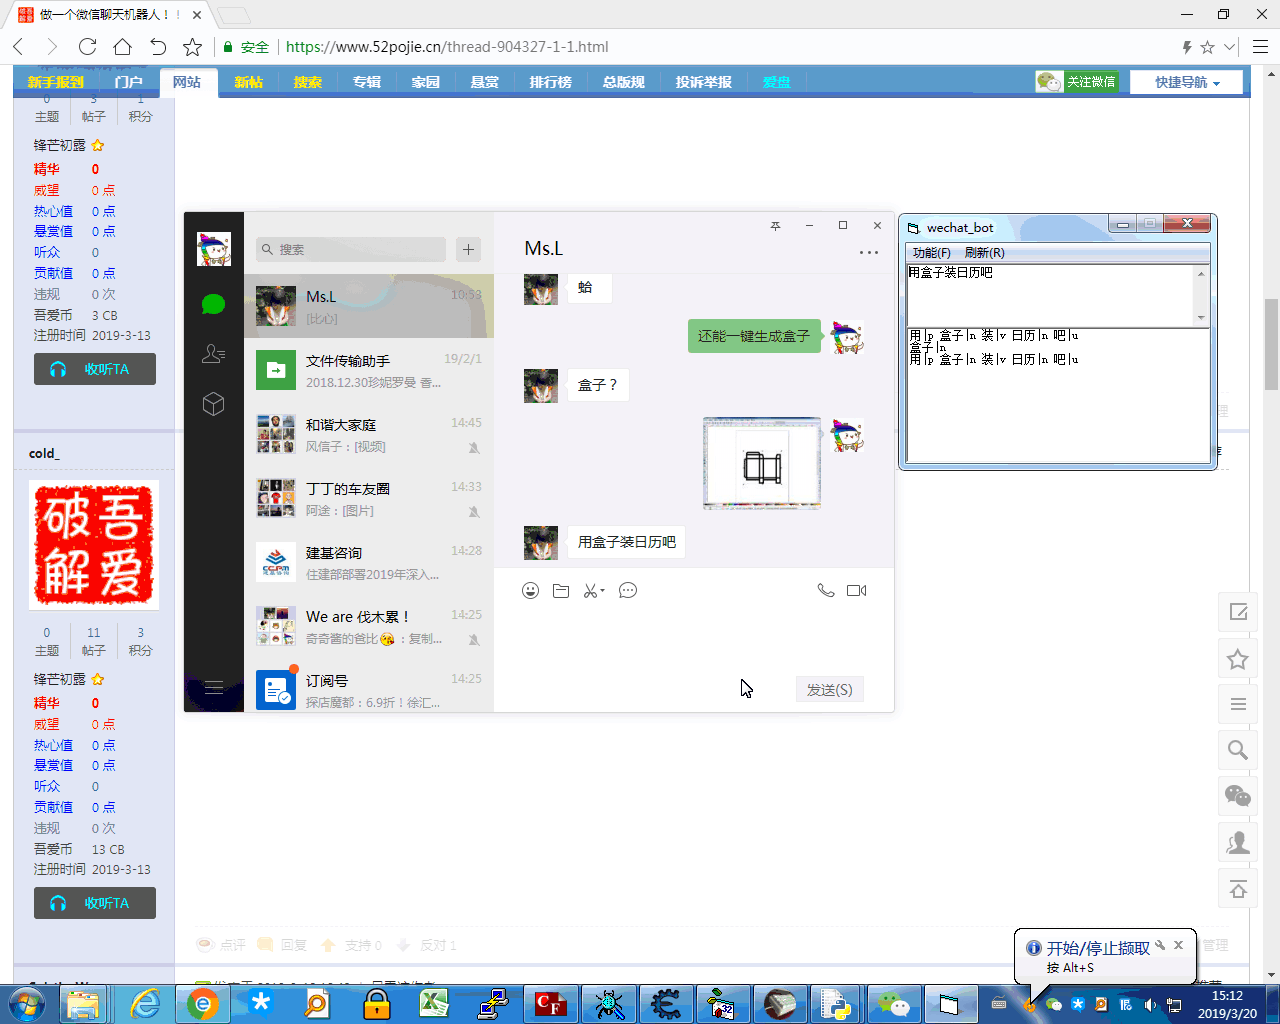 做一个微信聊天机器人！！
安全
https://www.52pojie.cn/thread-904327-1-1.html
新手报到 门户 网站 新帖 搜索 专辑 家园 悬赏 排行榜 总版规 投诉举报 爱盘
关注微信
快捷导航
0 3 1
主题 帖子 积分
锋芒初露
精华 0
威望 0 点
热心值 0 点
悬赏值 0 点
听众 0
贡献值 0 点
违规 0 次
吾爱币 3 CB
注册时间 2019-3-13
收听TA
cold_
破吾
解爱
0 11 3
主题 帖子 积分
锋芒初露
精华 0
威望 0 点
热心值 0 点
悬赏值 0 点
听众 0
贡献值 0 点
违规 0 次
吾爱币 13 CB
注册时间 2019-3-13
收听TA
搜索
Ms.L 10:53
[比心]
文件传输助手 19/2/1
2018.12.30珍妮罗曼 香...
和谐大家庭 14:45
风信子：[视频]
丁丁的车友圈 14:33
阿途：[图片]
CCPM
建基咨询
建基咨询 14:28
住建部部署2019年深入...
We are 伐木累！ 14:25
奇奇酱的爸比：复制...
订阅号 14:25
探店魔都：6.9折！徐汇...
Ms.L
蛤
还能一键生成盒子
盒子？
用盒子装日历吧
发送(S)
wechat_bot
功能(F) 刷新(R)
用盒子装日历吧
用|p 盒子|n 装|v 日历|n 吧|u
盒子|n
用|p 盒子|n 装|v 日历|n 吧|u
管理
点评 回复 支持 0 反对 1
管理
开始/停止撷取
按 Alt+S
CF
32
15:12
2019/3/20